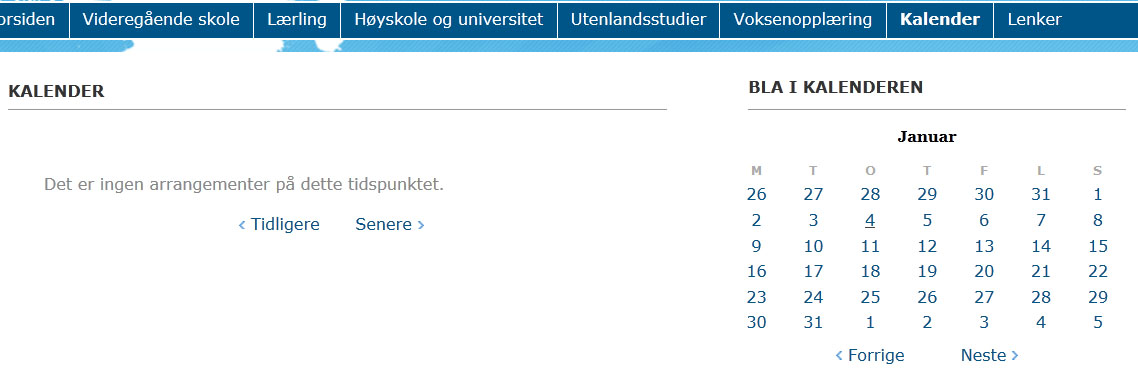 orsiden Videregående skole Lærling Høyskole og universitet Utenlandsstudier Voksenopplæring Kalender Lenker
KALENDER
Det er ingen arrangementer på dette tidspunktet.
‹ Tidligere Senere ›
BLA I KALENDEREN
Januar
M T O T F L S
26 27 28 29 30 31 1
2 3 4 5 6 7 8
9 10 11 12 13 14 15
16 17 18 19 20 21 22
23 24 25 26 27 28 29
30 31 1 2 3 4 5
‹ Forrige Neste ›